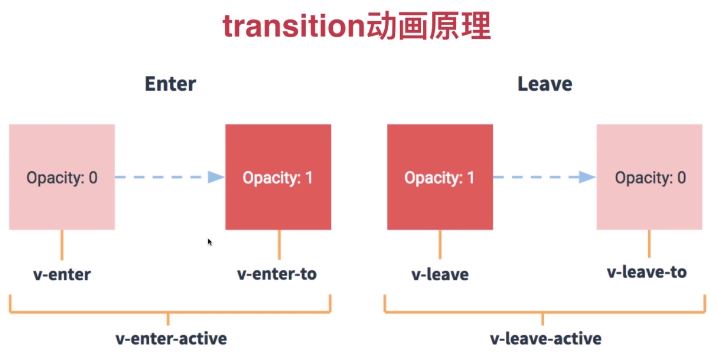 transition动画原理
Enter
Leave
Opacity: 0
Opacity: 1
Opacity: 1
Opacity: 0
v-enter
v-enter-to
v-leave
v-leave-to
v-enter-active
v-leave-active